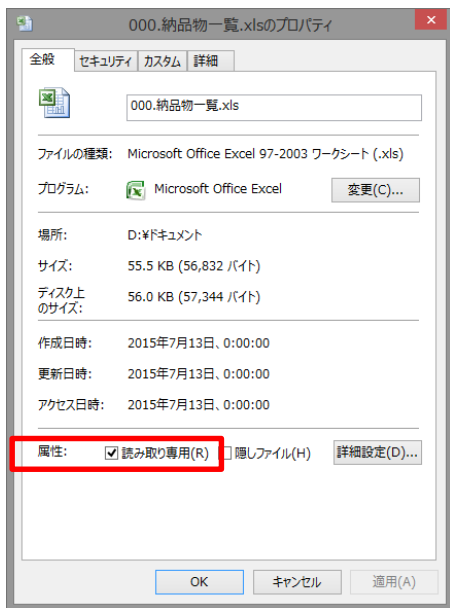 000.納品物一覧.xlsのプロパティ
全般 セキュリティ カスタム 詳細
000.納品物一覧.xls
ファイルの種類: Microsoft Office Excel 97-2003 ワークシート (.xls)
プログラム: Microsoft Office Excel 変更(C)...
場所: D:¥ドキュメント
サイズ: 55.5 KB (56,832 バイト)
ディスク上
のサイズ: 56.0 KB (57,344 バイト)
作成日時: 2015年7月13日、0:00:00
更新日時: 2015年7月13日、0:00:00
アクセス日時: 2015年7月13日、0:00:00
属性: 読み取り専用(R) 隠しファイル(H) 詳細設定(D)...
OK キャンセル 適用(A)